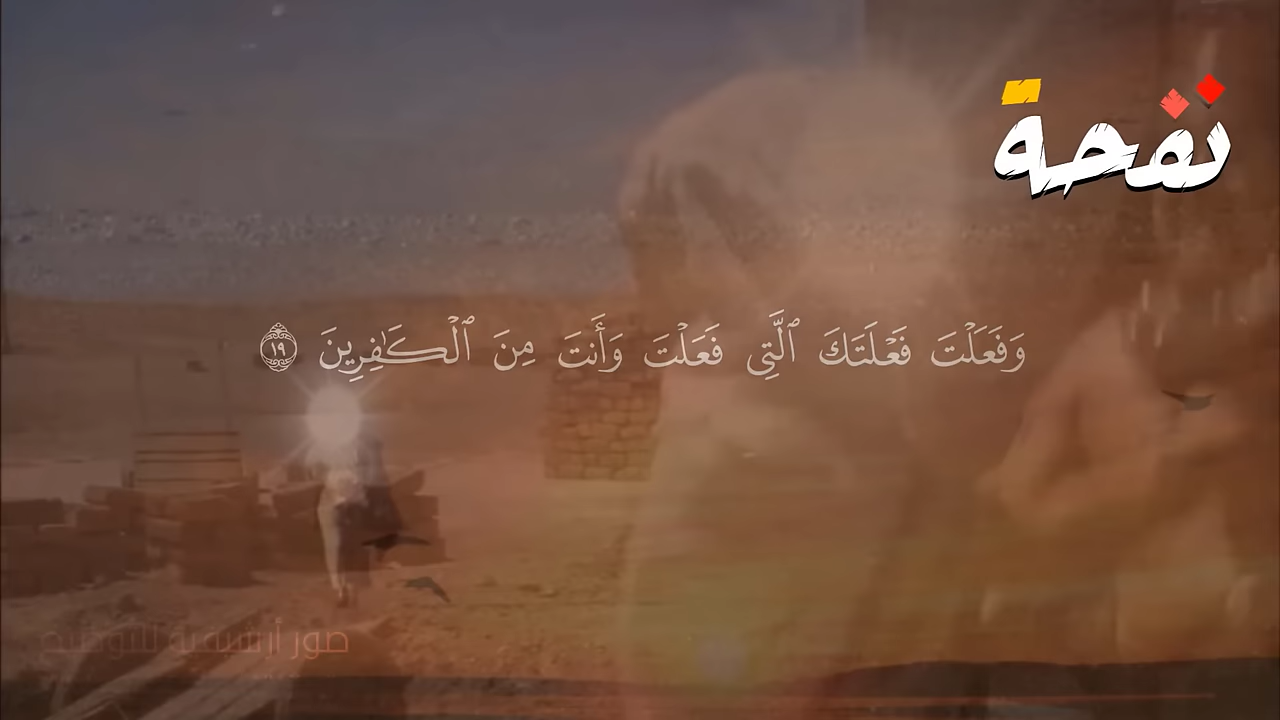 نفحة
وَفَعَلْتَ فَعْلَتَكَ ٱلَّتِى فَعَلْتَ وَأَنتَ مِنَ ٱلْكَـٰفِرِينَ ١٩
صور أرشيفية للتوضيح